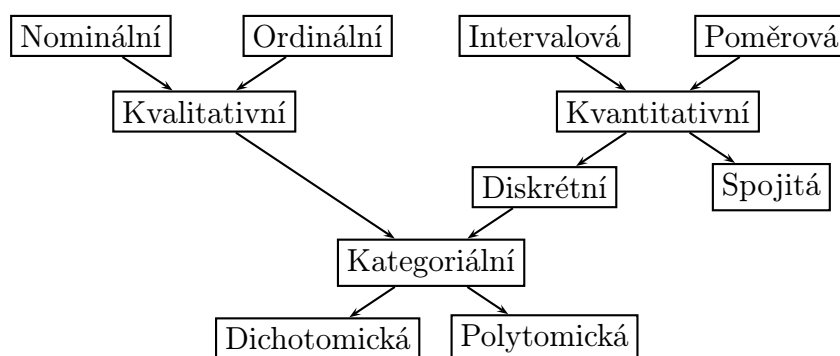 Nominální
Ordinální
Intervalová
Poměrová
Kvalitativní
Kvantitativní
Diskrétní
Spojitá
Kategoriální
Dichotomická
Polytomická